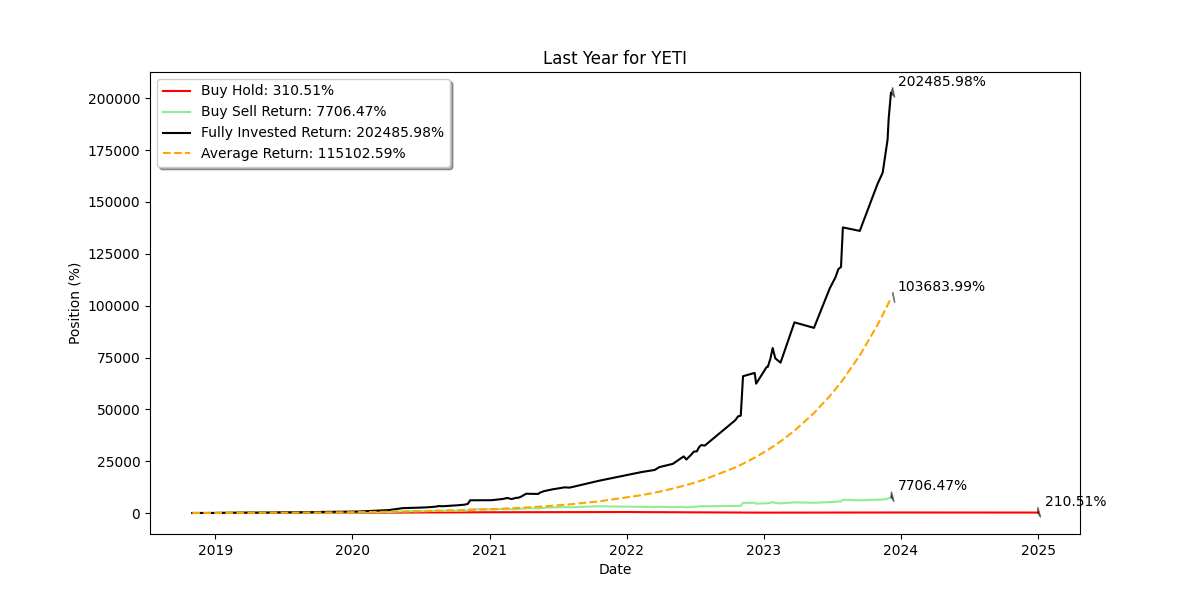 Last Year for YETI
Buy Hold: 310.51%
Buy Sell Return: 7706.47%
Fully Invested Return: 202485.98%
Average Return: 115102.59%
202485.98%
103683.99%
7706.47%
210.51%
Position (%)
200000
175000
150000
125000
100000
75000
50000
25000
0
2019 2020 2021 2022 2023 2024 2025
Date